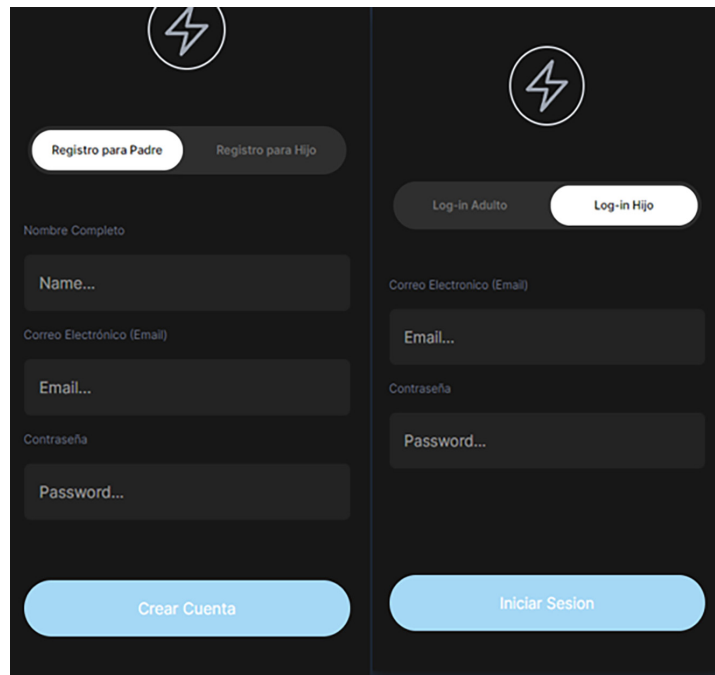 Registro para Padre
Registro para Hijo
Nombre Completo
Name...
Correo Electrónico (Email)
Email...
Contraseña
Password...
Crear Cuenta
Log-in Adulto
Log-in Hijo
Correo Electronico (Email)
Email...
Contraseña
Password...
Iniciar Sesion